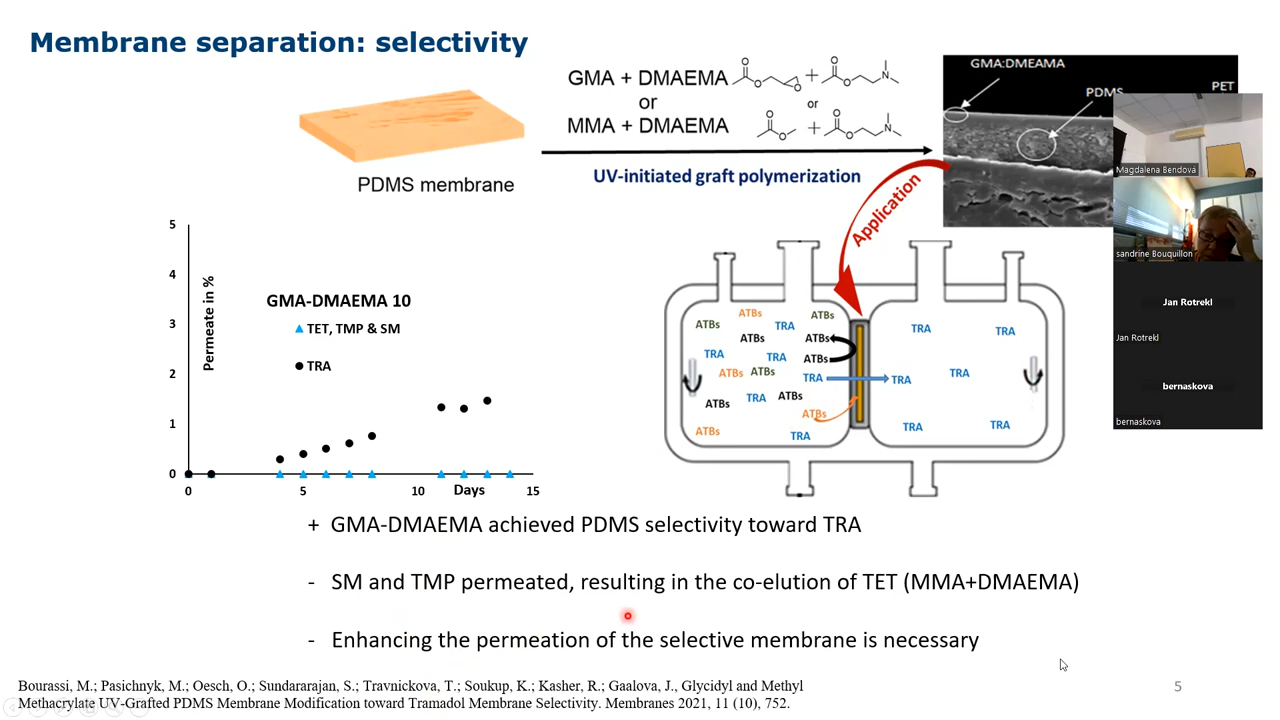 Membrane separation: selectivity
GMA + DMAEMA
or
MMA + DMAEMA
O
O
O
+
O
O
N
or
O
O
+
O
O
N
UV-initiated graft polymerization
PDMS membrane
GMA:DMEAMA
PDMS
PET
Application
Magdalena Bendová
sandrine Bouquillon
Jan Rotrekl
Jan Rotrekl
bernaskova
bernaskova
5
4
3
2
1
0
Permeate in %
GMA-DMAEMA 10
TET, TMP & SM
TRA
0
5
10
Days
15
ATBs
ATBs
ATBs
TRA
ATBs
ATBs
TRA
TRA
ATBs
ATBs
ATBs
TRA
ATBs
TRA
ATBs
ATBs
ATBs
TRA
TRA
TRA
TRA
TRA
TRA
TRA
+ GMA-DMAEMA achieved PDMS selectivity toward TRA
- SM and TMP permeated, resulting in the co-elution of TET (MMA+DMAEMA)
- Enhancing the permeation of the selective membrane is necessary
Bourassi, M.; Pasichnyk, M.; Oesch, O.; Sundararajan, S.; Travnickova, T.; Soukup, K.; Kasher, R.; Gaalova, J., Glycidyl and Methyl
Methacrylate UV-Grafted PDMS Membrane Modification toward Tramadol Membrane Selectivity. Membranes 2021, 11 (10), 752.
5